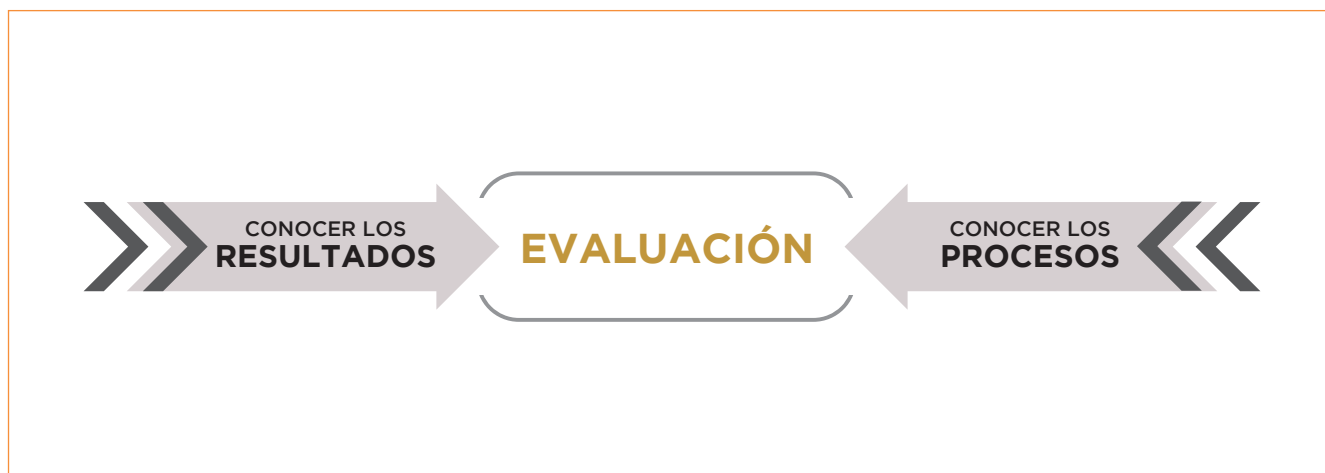 CONOCER LOS
RESULTADOS
EVALUACIÓN
CONOCER LOS
PROCESOS